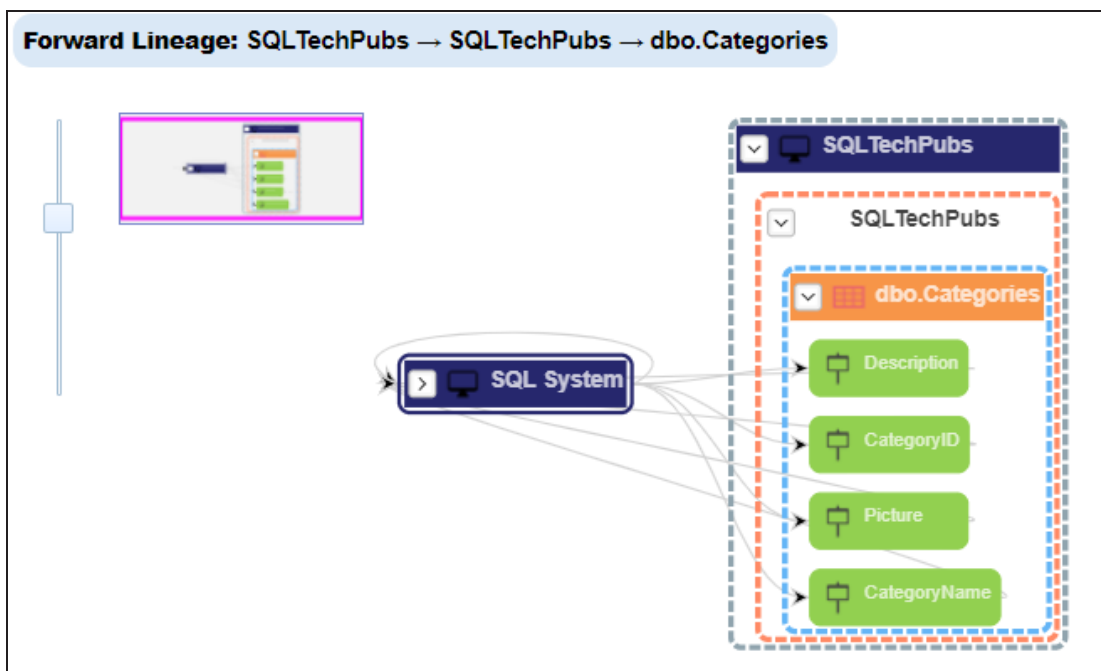 Forward Lineage: SQLTechPubs → SQLTechPubs → dbo.Categories
SQLTechPubs
SQLTechPubs
dbo.Categories
SQL System
Description
CategoryID
Picture
CategoryName